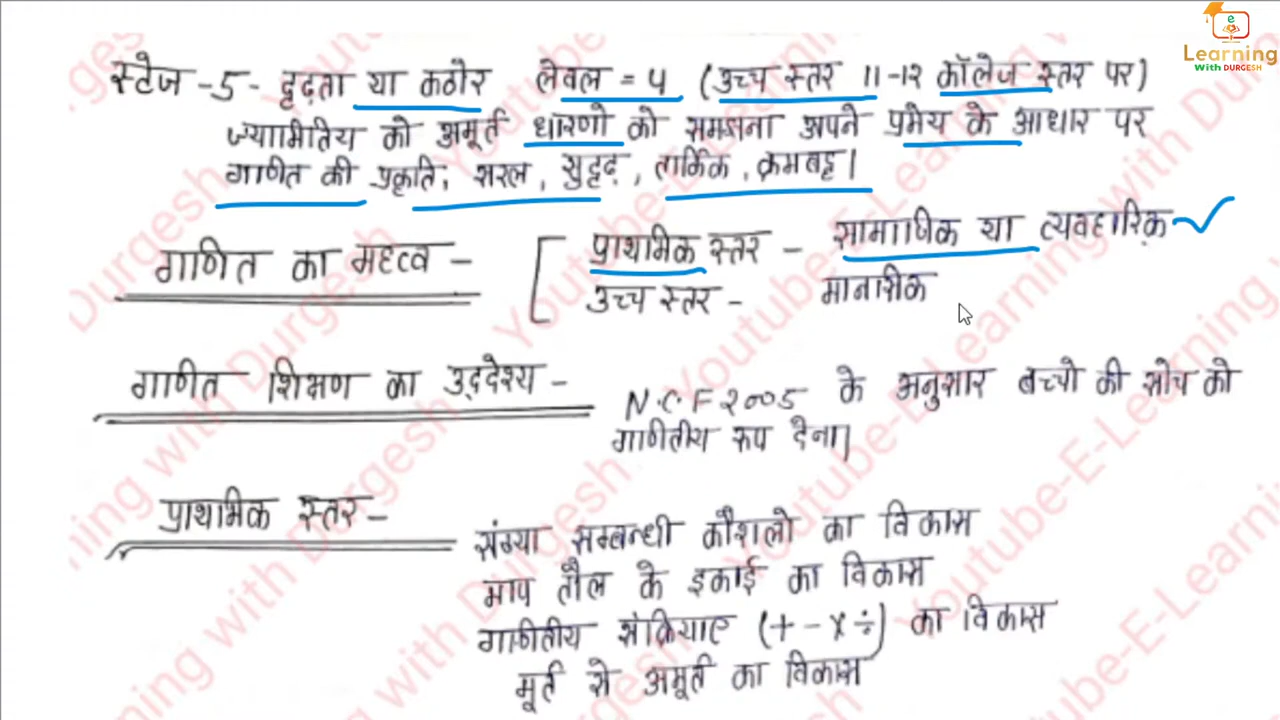 Learning
With DURGESH
स्टेज -5- दृढ़ता या कठोर लेवल = 4 (उच्च स्तर 11-12 कॉलेज स्तर पर)
ज्यामितिय को अमूर्त धारणो को समझना अपने प्रमेय के आधार पर
गणित की प्रकृति, सरल, सुदृढ़, तार्किक, क्रमबद्ध।
गणित का महत्व - [ प्राथमिक स्तर - सामाजिक या व्यवहारिक
उच्च स्तर - मानसिक
गणित शिक्षण का उद्देश्य - N.C.F 2005 के अनुसार बच्चो की सोच को
गणितीय रूप देना।
प्राथमिक स्तर - संख्या सम्बन्धी कौशलो का विकास
माप तौल के इकाई का विकास
गणितीय संक्रियाए (+ - × ÷) का विकास
मूर्त से अमूर्त का विकास